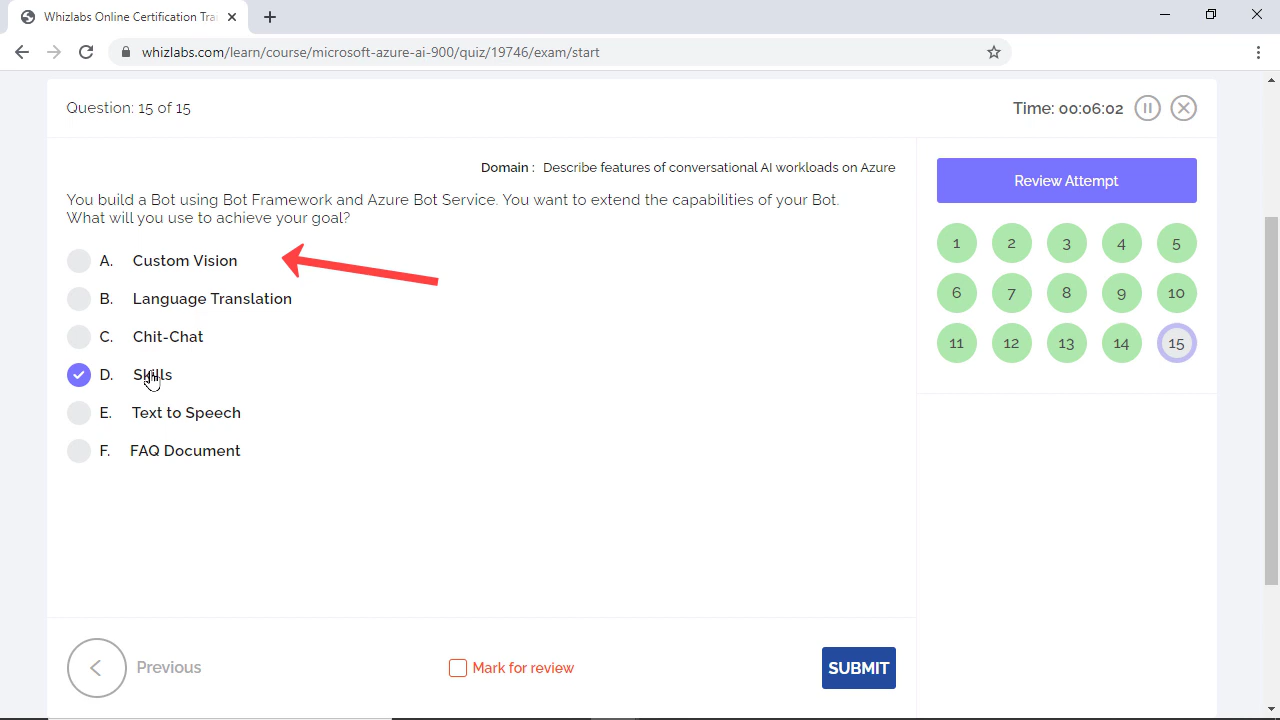 Whizlabs Online Certification Tra
whizlabs.com/learn/course/microsoft-azure-ai-900/quiz/19746/exam/start
Question: 15 of 15
Time: 00:06:02
Domain : Describe features of conversational AI workloads on Azure
You build a Bot using Bot Framework and Azure Bot Service. You want to extend the capabilities of your Bot.
What will you use to achieve your goal?
A. Custom Vision
B. Language Translation
C. Chit-Chat
D. Skills
E. Text to Speech
F. FAQ Document
Review Attempt
1 2 3 4 5
6 7 8 9 10
11 12 13 14 15
Previous
Mark for review
SUBMIT